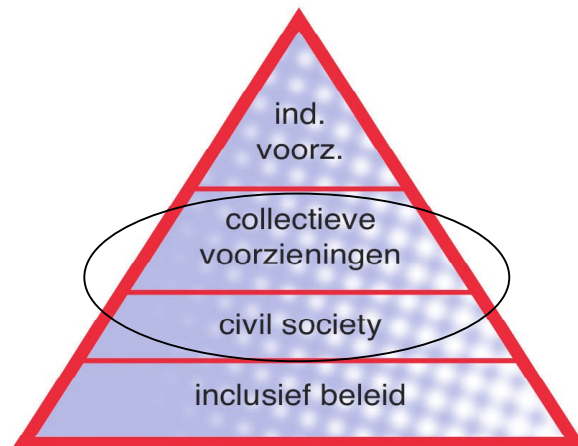 ind.
voorz.
collectieve
voorzieningen
civil society
inclusief beleid